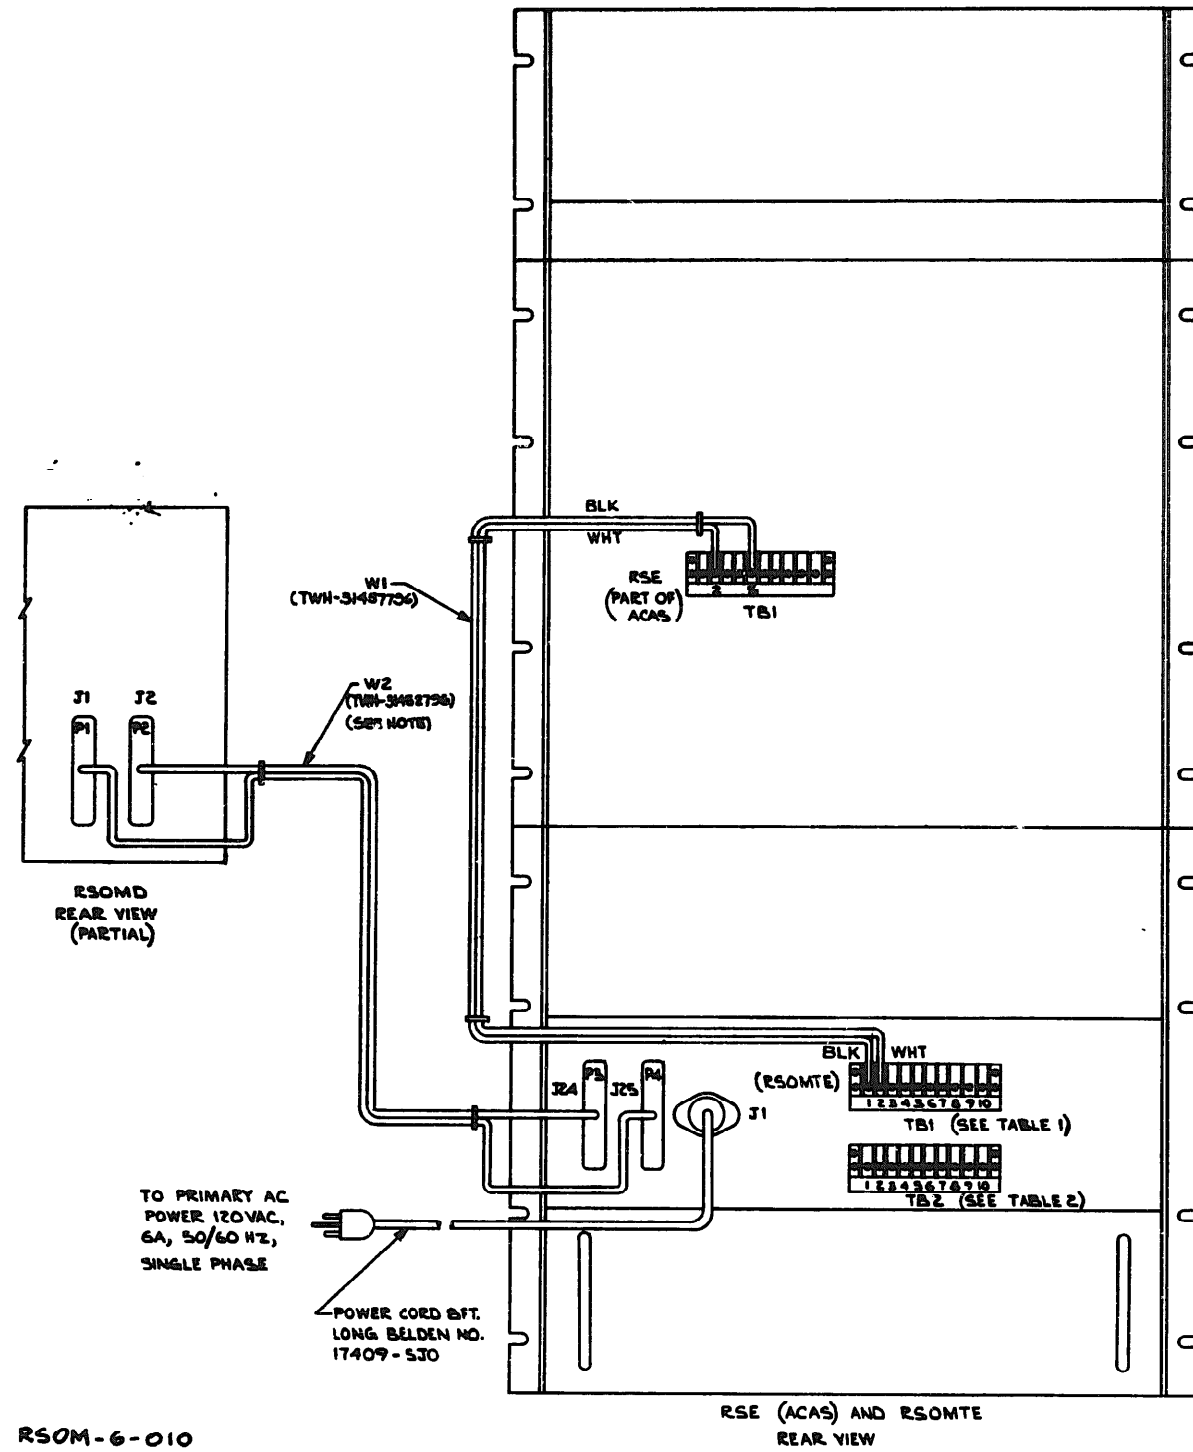 BLK
WHT
RSE
(PART OF
ACAS)
2 5
TB1
W1
(TWH-31487796)
W2
(SEE NOTE)
J1 J2
P1 P2
RSOMD
REAR VIEW
(PARTIAL)
BLK WHT
(RSOMTE)
1 2 3 4 5 6 7 8 9 10
TB1 (SEE TABLE 1)
J24 P3 J25 P4
J1
1 2 3 4 5 6 7 8 9 10
TB2 (SEE TABLE 2)
TO PRIMARY AC
POWER 120VAC,
6A, 50/60 HZ,
SINGLE PHASE
POWER CORD 8FT.
LONG BELDEN NO.
17409-SJO
RSE (ACAS) AND RSOMTE
REAR VIEW
RSOM-6-010